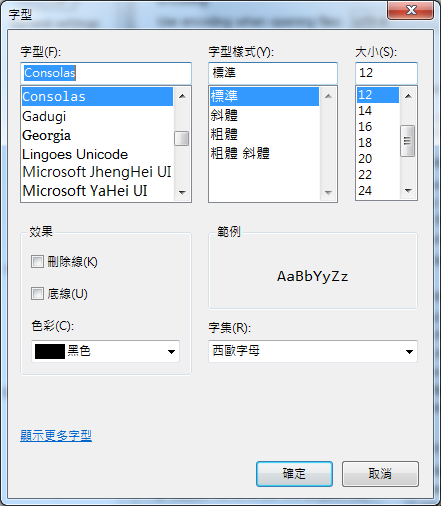 字型
字型(F):
Consolas
Consolas
Gadugi
Georgia
Lingoes Unicode
Microsoft JhengHei UI
Microsoft YaHei UI
字型樣式(Y):
標準
標準
斜體
粗體
粗體 斜體
大小(S):
12
12
14
16
18
20
22
24
效果
刪除線(K)
底線(U)
色彩(C):
黑色
範例
AaBbYyZz
字集(R):
西歐字母
顯示更多字型
確定
取消